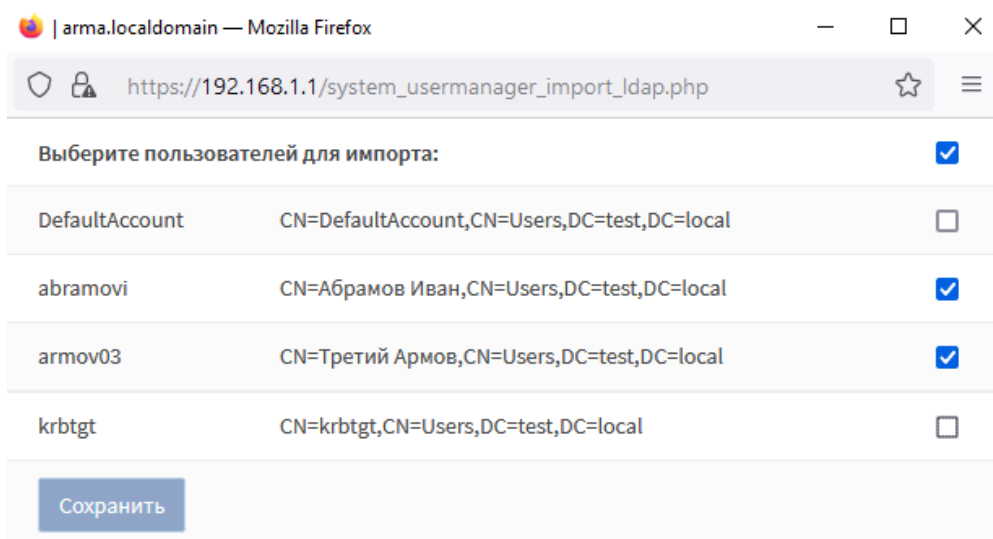 | arma.localdomain — Mozilla Firefox
https://192.168.1.1/system_usermanager_import_ldap.php
Выберите пользователей для импорта:
DefaultAccount CN=DefaultAccount,CN=Users,DC=test,DC=local
abramovi CN=Абрамов Иван,CN=Users,DC=test,DC=local
armov03 CN=Третий Армов,CN=Users,DC=test,DC=local
krbtgt CN=krbtgt,CN=Users,DC=test,DC=local
Сохранить